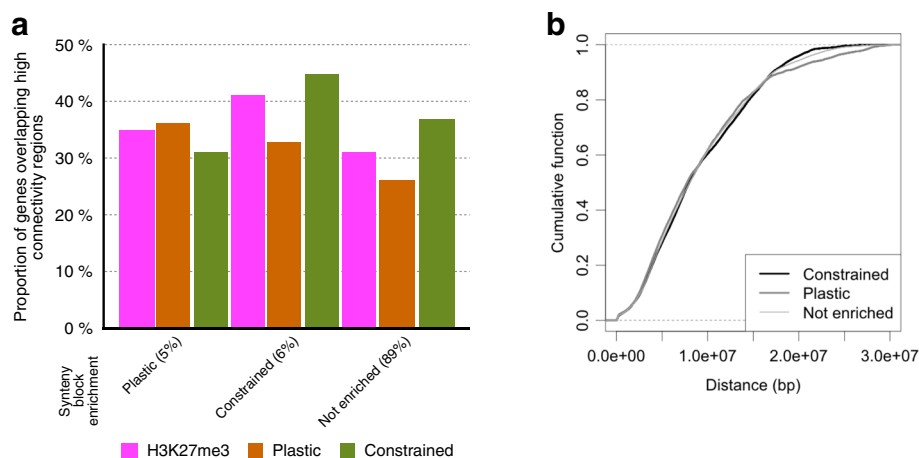 a
Proportion of genes overlapping high
connectivity regions
50 %
40 %
30 %
20 %
10 %
0 %
Synteny
block
enrichment
Plastic (5%)
Constrained (6%)
Not enriched (89%)
H3K27me3
Plastic
Constrained
b
Cumulative function
1.0
0.8
0.6
0.4
0.2
0.0
Constrained
Plastic
Not enriched
0.0e+00
1.0e+07
2.0e+07
3.0e+07
Distance (bp)